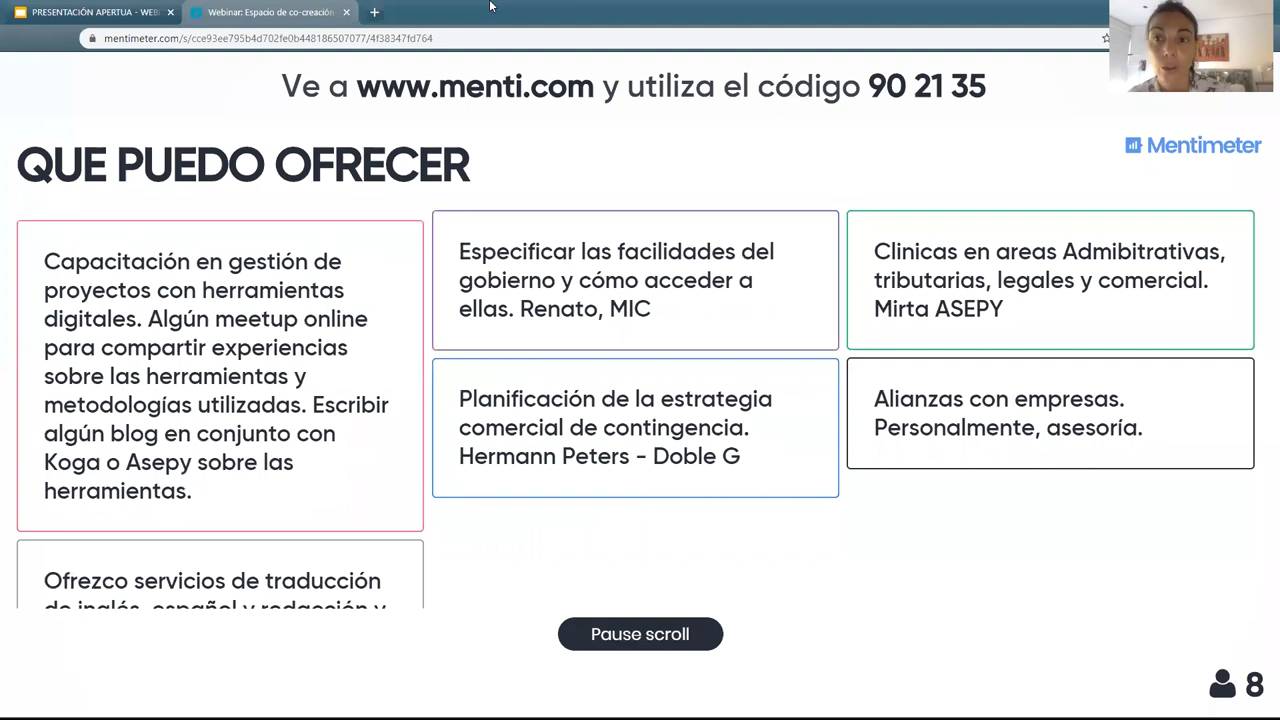 PRESENTACIÓN APERTUA - WEB
Webinar: Espacio de co-creación
mentimeter.com/s/cce93ee795b4d702fe0b448186507077/4f38347fd764
Ve a www.menti.com y utiliza el código 90 21 35
Mentimeter
QUE PUEDO OFRECER
Capacitación en gestión de
proyectos con herramientas
digitales. Algún meetup online
para compartir experiencias
sobre las herramientas y
metodologías utilizadas. Escribir
algún blog en conjunto con
Koga o Asepy sobre las
herramientas.
Especificar las facilidades del
gobierno y cómo acceder a
ellas. Renato, MIC
Clinicas en areas Admibitrativas,
tributarias, legales y comercial.
Mirta ASEPY
Planificación de la estrategia
comercial de contingencia.
Hermann Peters - Doble G
Alianzas con empresas.
Personalmente, asesoría.
Ofrezco servicios de traducción
de inglés, español y redacción y
Pause scroll
8